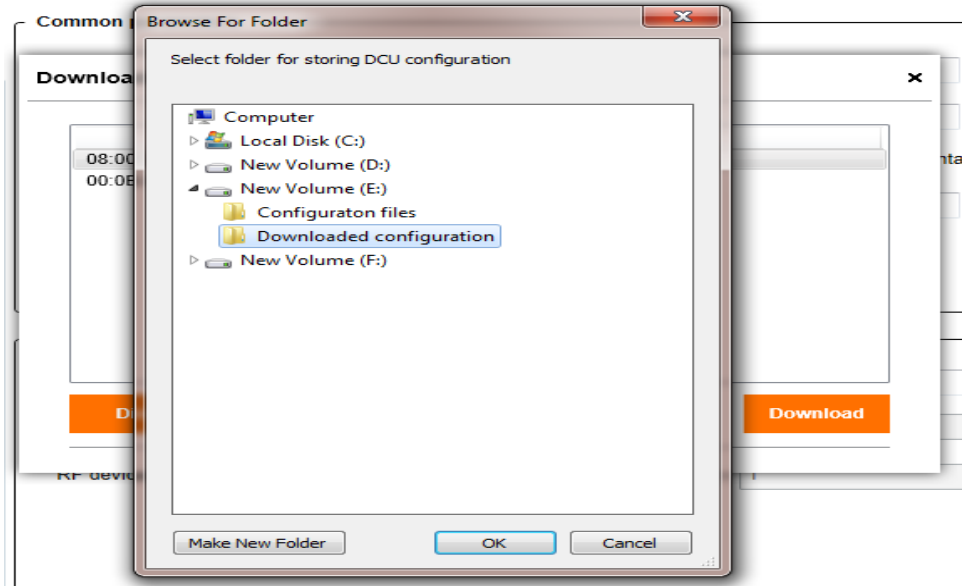 Common
Browse For Folder
Select folder for storing DCU configuration
Computer
Local Disk (C:)
08:00
New Volume (D:)
00:0E
New Volume (E:)
Configuraton files
Downloaded configuration
New Volume (F:)
Download
RF
Make New Folder
OK
Cancel